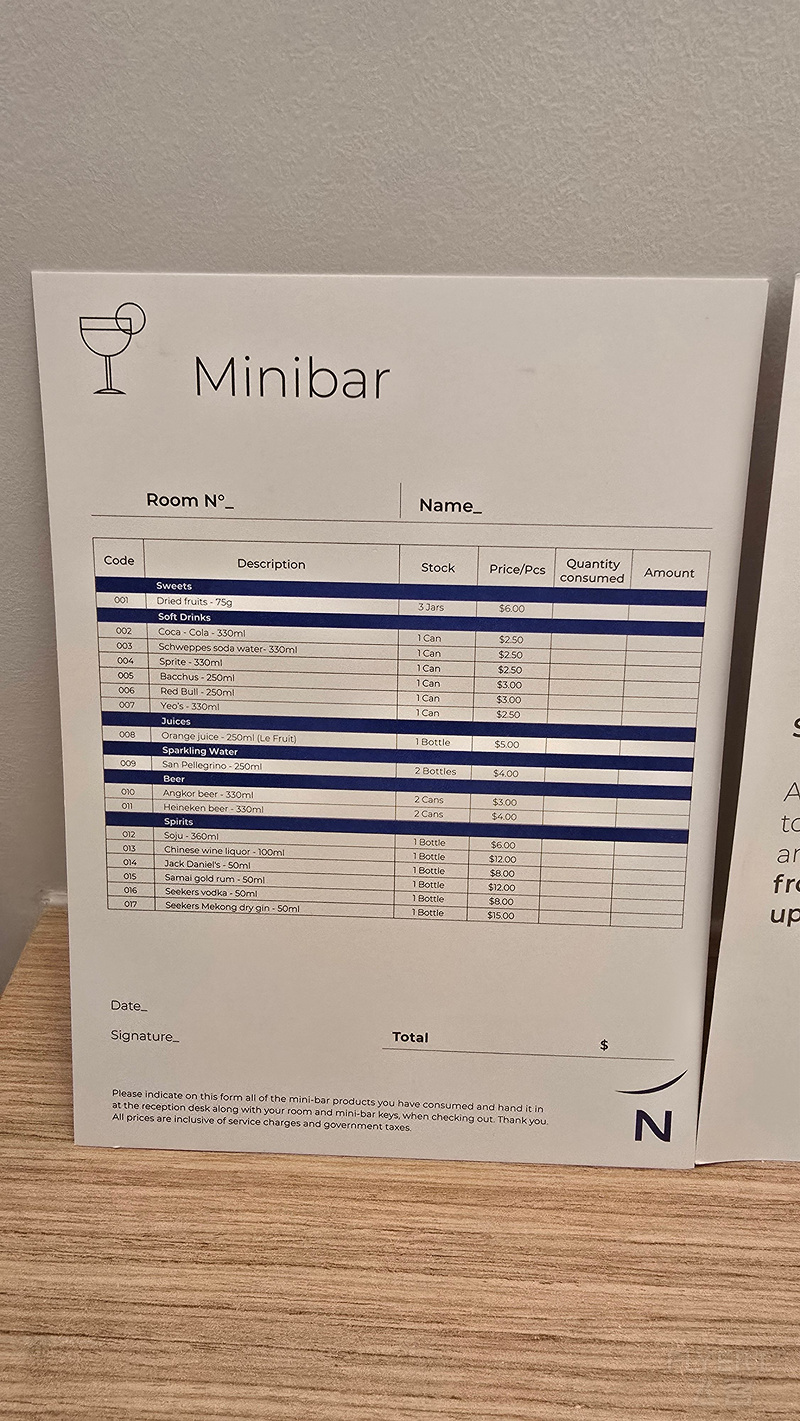 Minibar
Room N°_ Name_
Code Description Stock Price/Pcs Quantity consumed Amount
Sweets
001 Dried fruits - 75g 3 Jars $6.00
Soft Drinks
002 Coca - Cola - 330ml 1 Can $2.50
003 Schweppes soda water- 330ml 1 Can $2.50
004 Sprite - 330ml 1 Can $2.50
005 Bacchus - 250ml 1 Can $3.00
006 Red Bull - 250ml 1 Can $3.00
007 Yeo's - 330ml 1 Can $2.50
Juices
008 Orange juice - 250ml (Le Fruit) 1 Bottle $5.00
Sparkling Water
009 San Pellegrino - 250ml 2 Bottles $4.00
Beer
010 Angkor beer - 330ml 2 Cans $3.00
011 Heineken beer - 330ml 2 Cans $4.00
Spirits
012 Soju - 360ml 1 Bottle $6.00
013 Chinese wine liquor - 100ml 1 Bottle $12.00
014 Jack Daniel's - 50ml 1 Bottle $8.00
015 Samai gold rum - 50ml 1 Bottle $12.00
016 Seekers vodka - 50ml 1 Bottle $8.00
017 Seekers Mekong dry gin - 50ml 1 Bottle $15.00
Date_
Signature_ Total $
Please indicate on this form all of the mini-bar products you have consumed and hand it in
at the reception desk along with your room and mini-bar keys, when checking out. Thank you.
All prices are inclusive of service charges and government taxes.
N